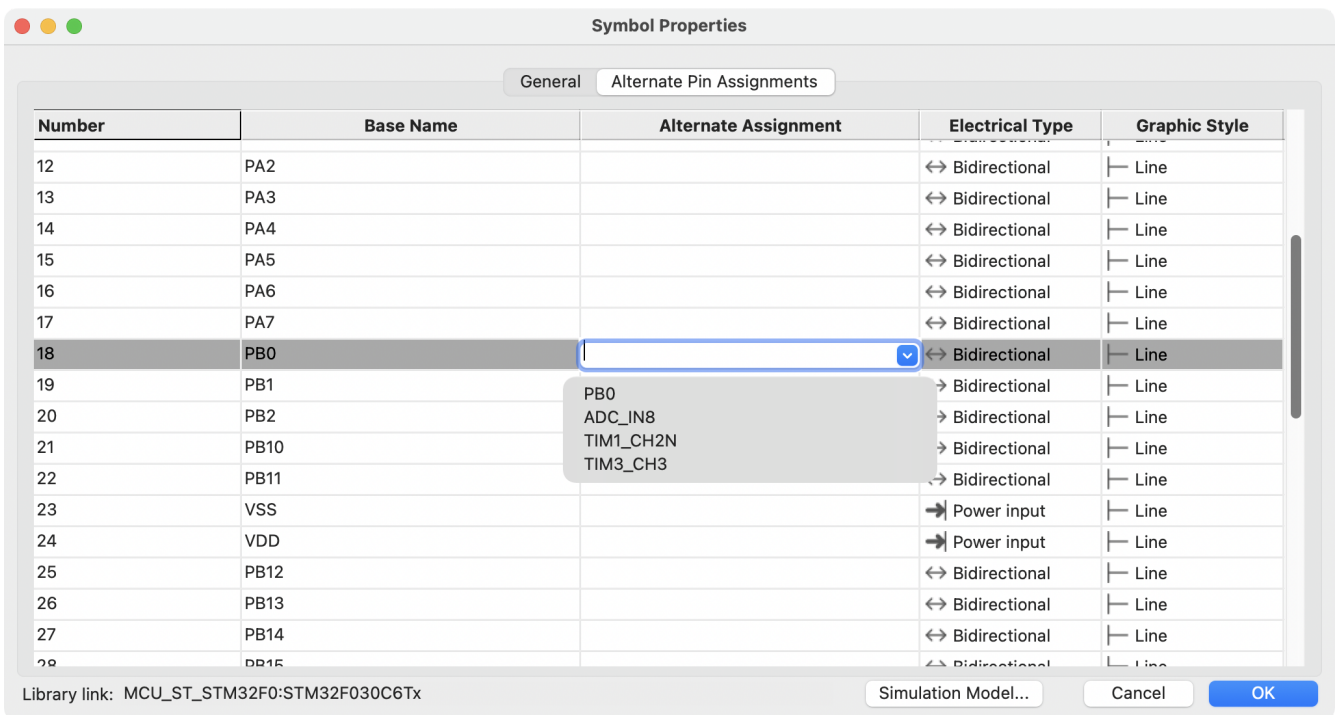 Symbol Properties
General Alternate Pin Assignments
Number Base Name Alternate Assignment Electrical Type Graphic Style
12 PA2 Bidirectional Line
13 PA3 Bidirectional Line
14 PA4 Bidirectional Line
15 PA5 Bidirectional Line
16 PA6 Bidirectional Line
17 PA7 Bidirectional Line
18 PB0 Bidirectional Line
19 PB1 Bidirectional Line
20 PB2 Bidirectional Line
21 PB10 Bidirectional Line
22 PB11 Bidirectional Line
PB0
ADC_IN8
TIM1_CH2N
TIM3_CH3
23 VSS Power input Line
24 VDD Power input Line
25 PB12 Bidirectional Line
26 PB13 Bidirectional Line
27 PB14 Bidirectional Line
28 PB15 Bidirectional Line
Library link: MCU_ST_STM32F0:STM32F030C6Tx Simulation Model... Cancel OK